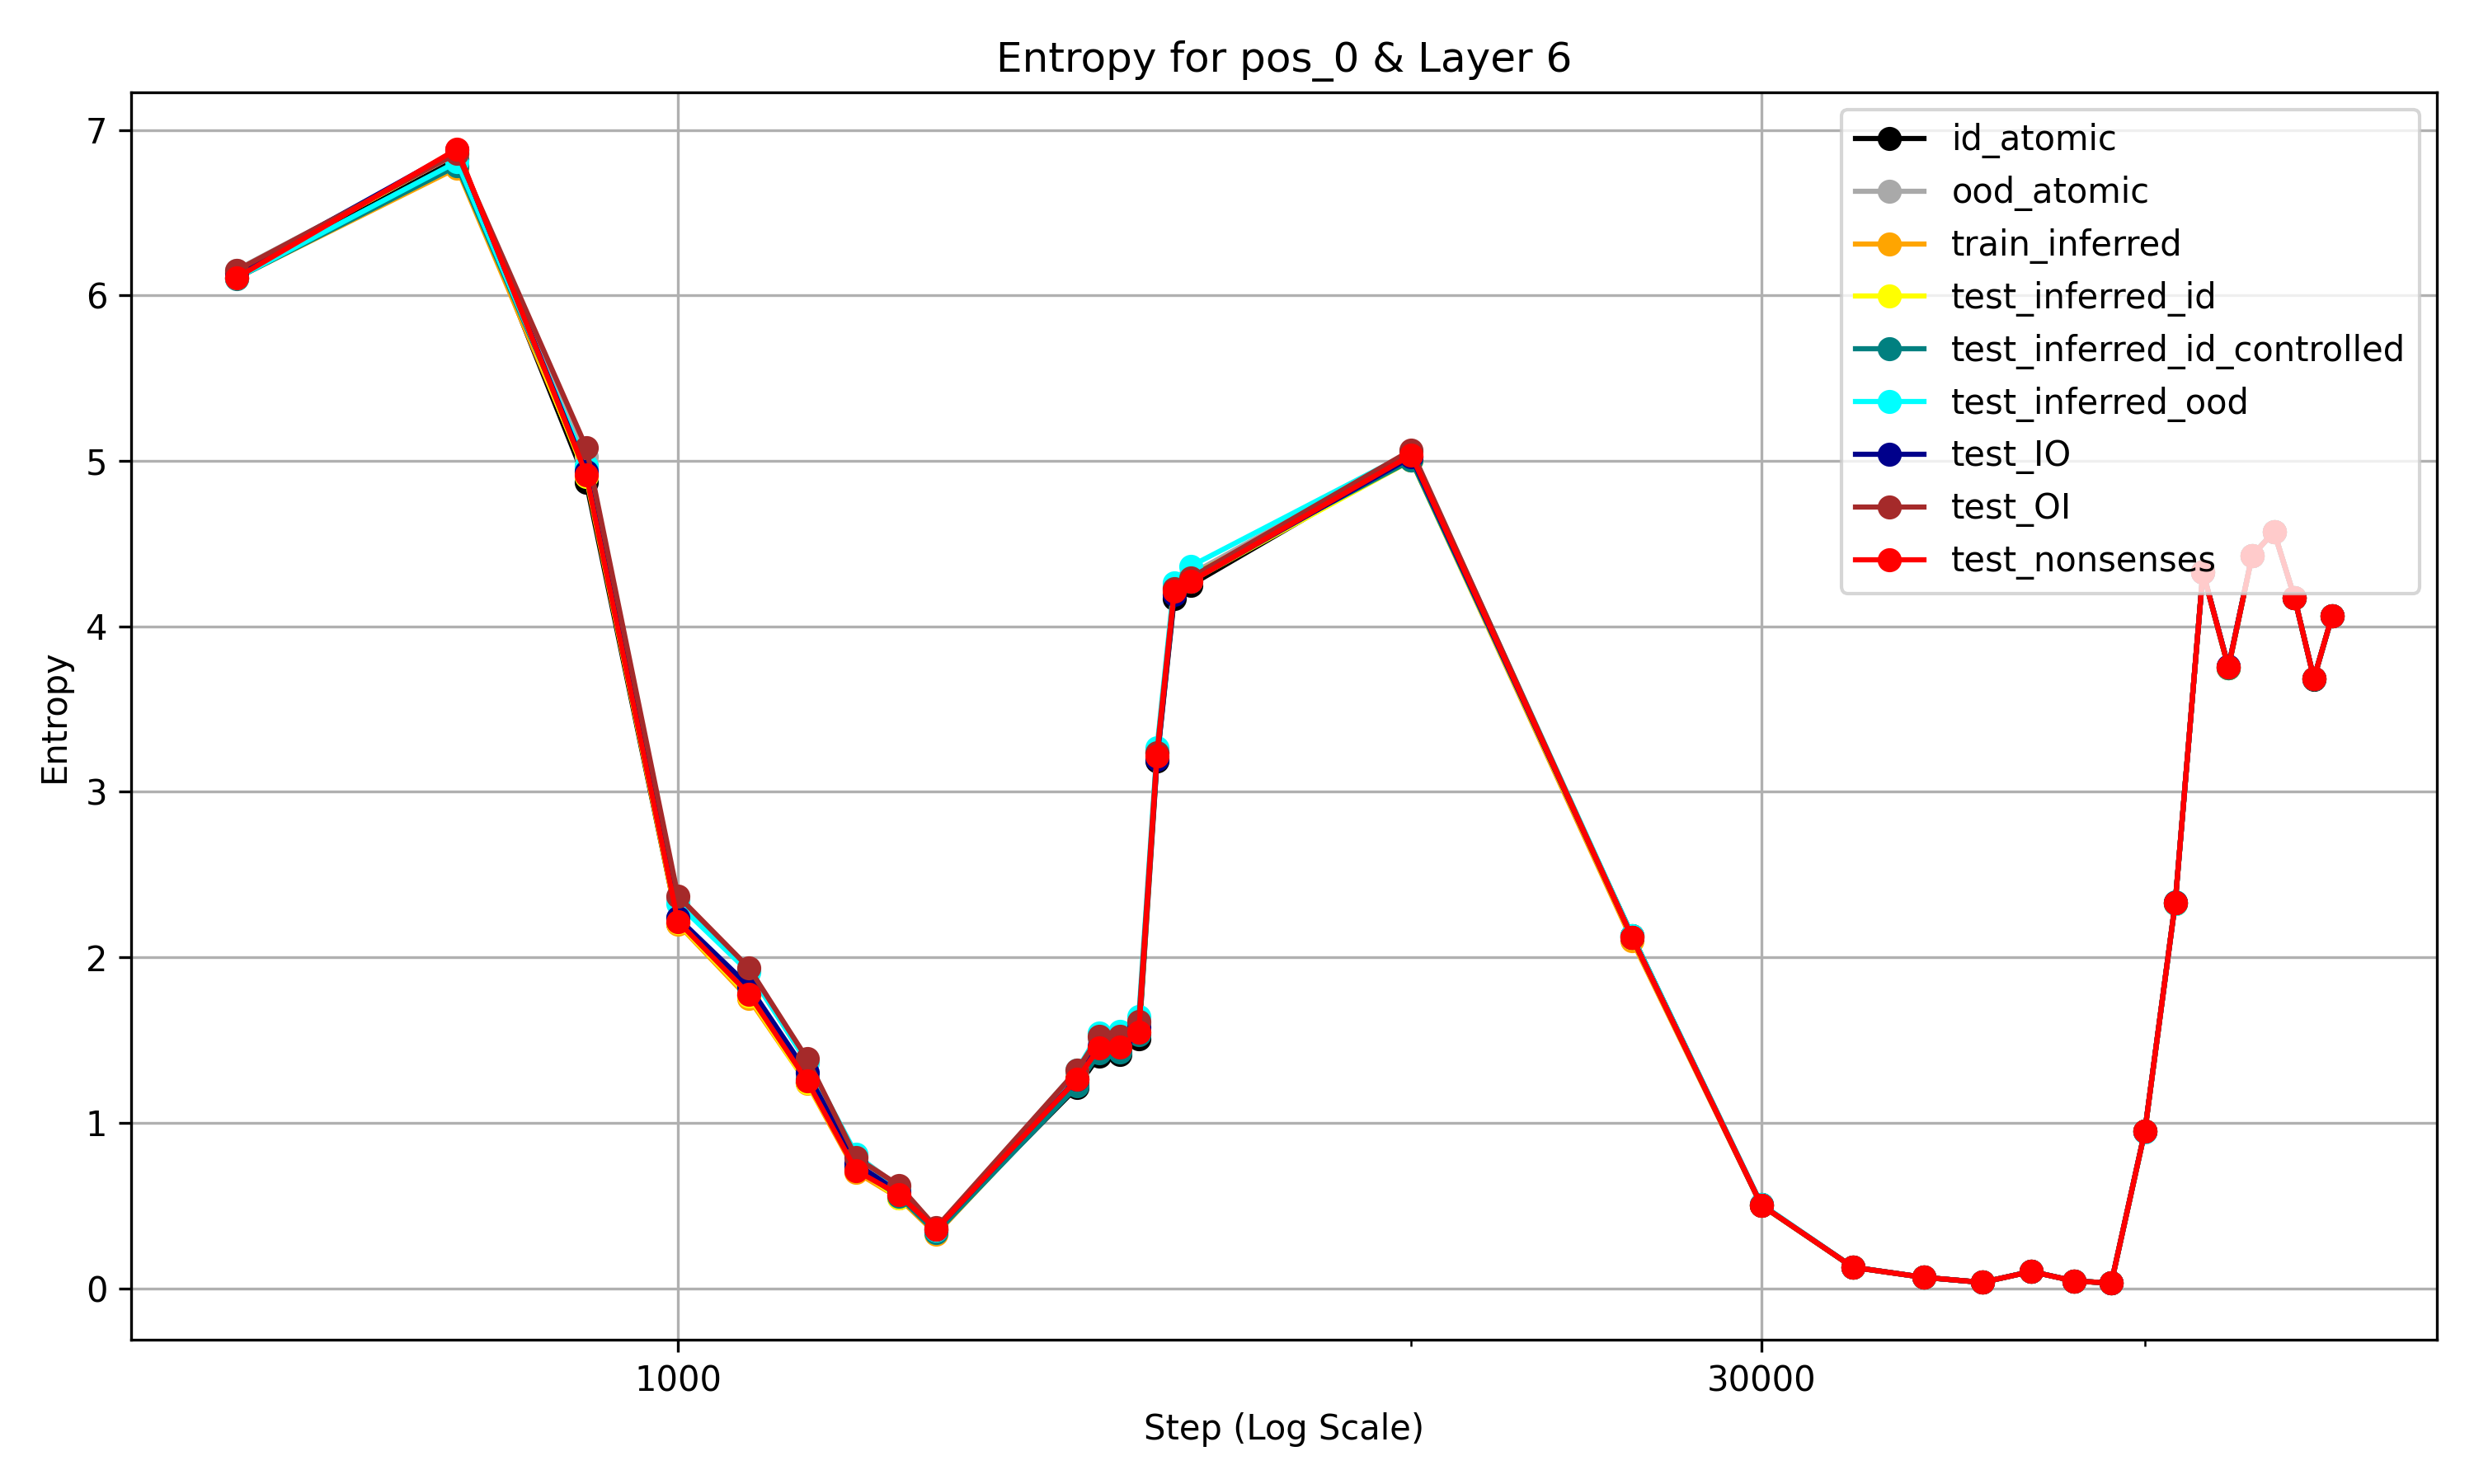 Entropy for pos_0 & Layer 6
7
6
5
4
3
2
1
0
Entropy
1000
30000
Step (Log Scale)
id_atomic
ood_atomic
train_inferred
test_inferred_id
test_inferred_id_controlled
test_inferred_ood
test_IO
test_OI
test_nonsenses